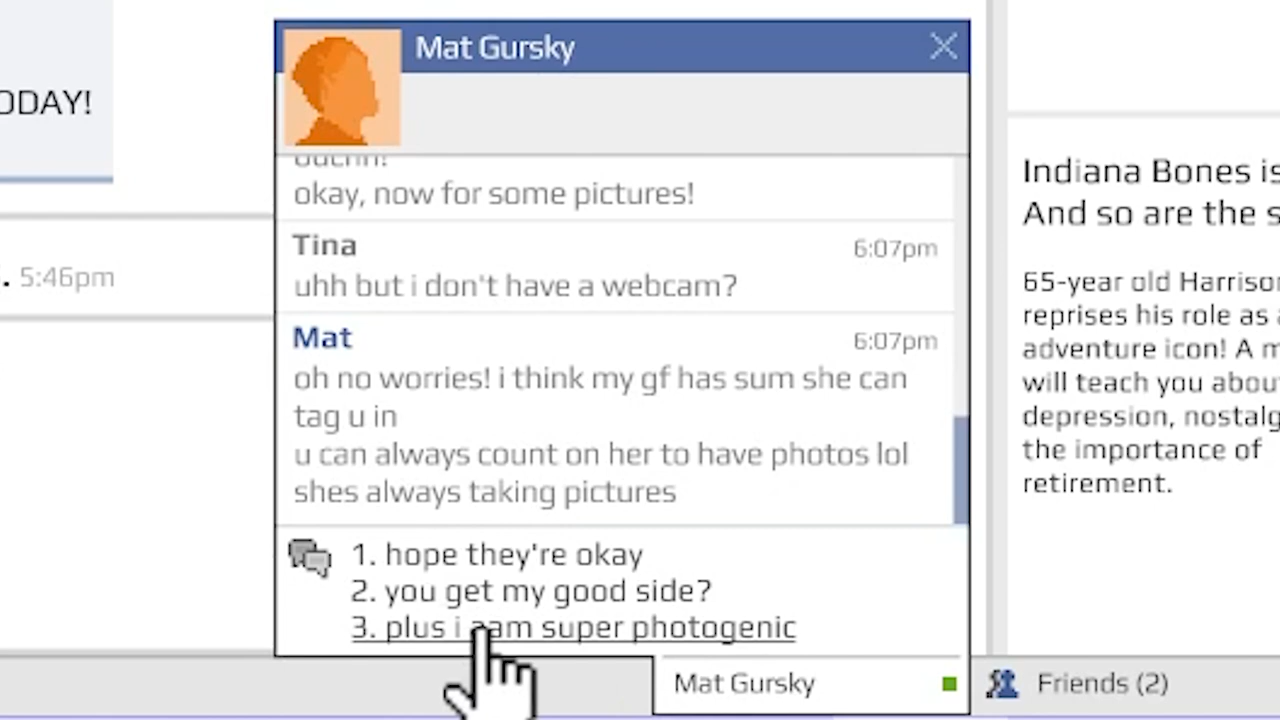 ODAY!
5:46pm
Mat Gursky
okay, now for some pictures!
Tina 6:07pm
uhh but i don't have a webcam?
Mat 6:07pm
oh no worries! i think my gf has sum she can
tag u in
u can always count on her to have photos lol
shes always taking pictures
1. hope they're okay
2. you get my good side?
3. plus i aam super photogenic
Mat Gursky
Friends (2)
Indiana Bones is
And so are the s
65-year old Harrison
reprises his role as a
adventure icon! A m
will teach you about
depression, nostalg
the importance of
retirement.